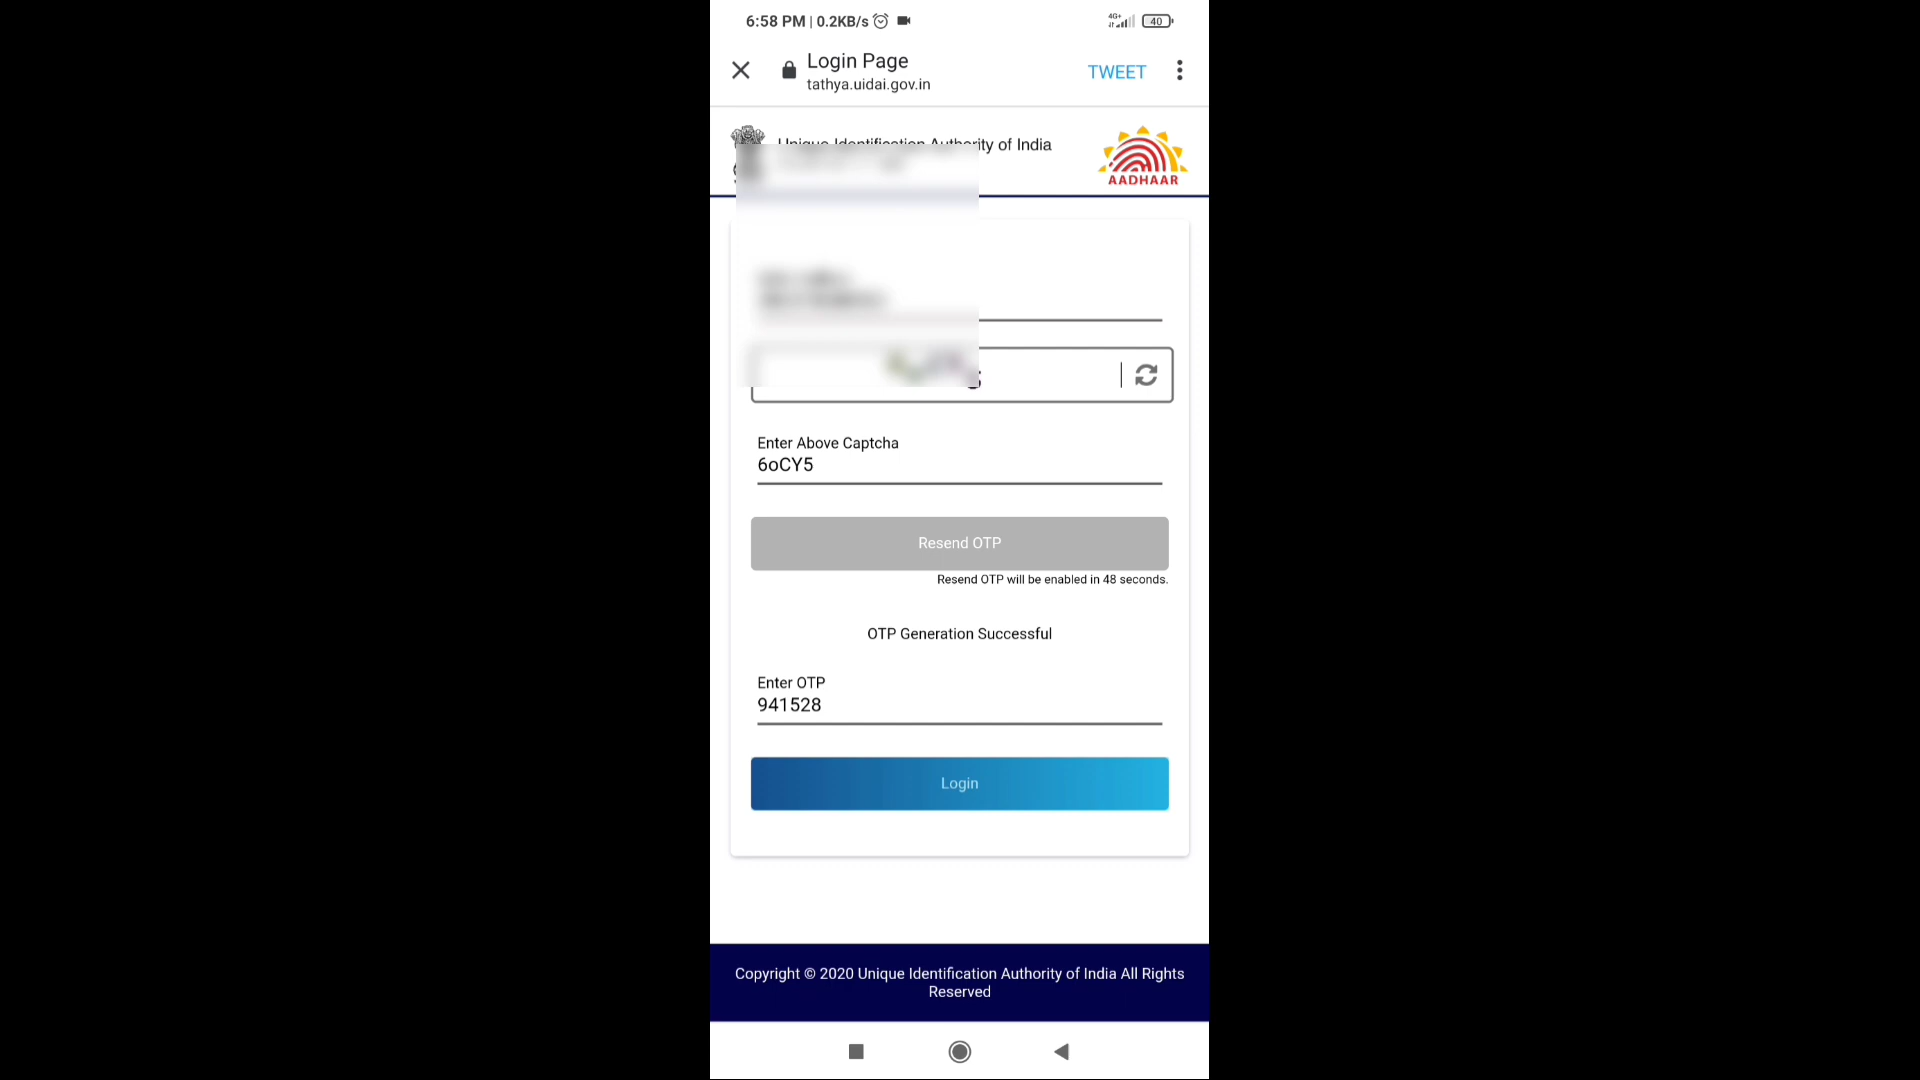 6:58 PM | 0.2KB/s
4G+
40
Login Page
TWEET
tathya.uidai.gov.in
Unique Identification Authority of India
AADHAAR
Enter Above Captcha
6oCY5
Resend OTP
Resend OTP will be enabled in 48 seconds.
OTP Generation Successful
Enter OTP
941528
Login
Copyright © 2020 Unique Identification Authority of India All Rights
Reserved